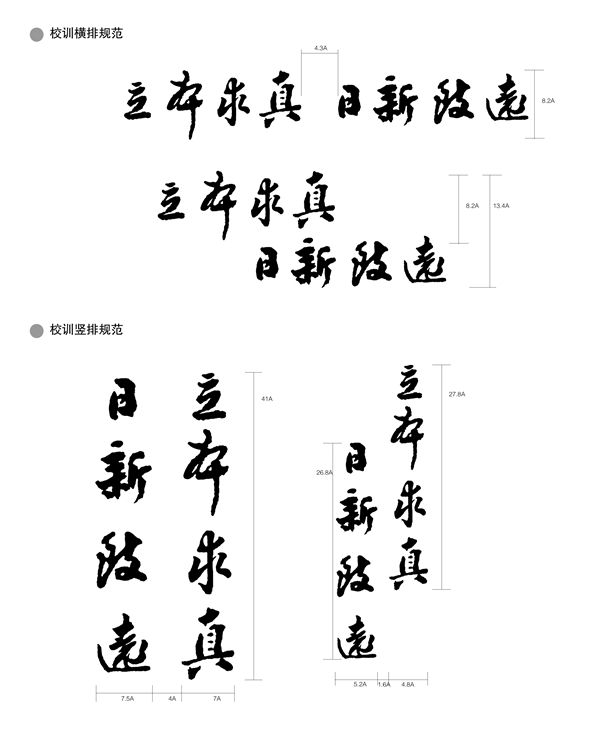 校训横排规范
4.3A
立本求真 日新致远
8.2A
立本求真
8.2A 13.4A
日新致远
校训竖排规范
立本求真
日新致远
41A
7.5A 4A 7A
立本求真
日新致远
27.8A
26.8A
5.2A 1.6A 4.8A